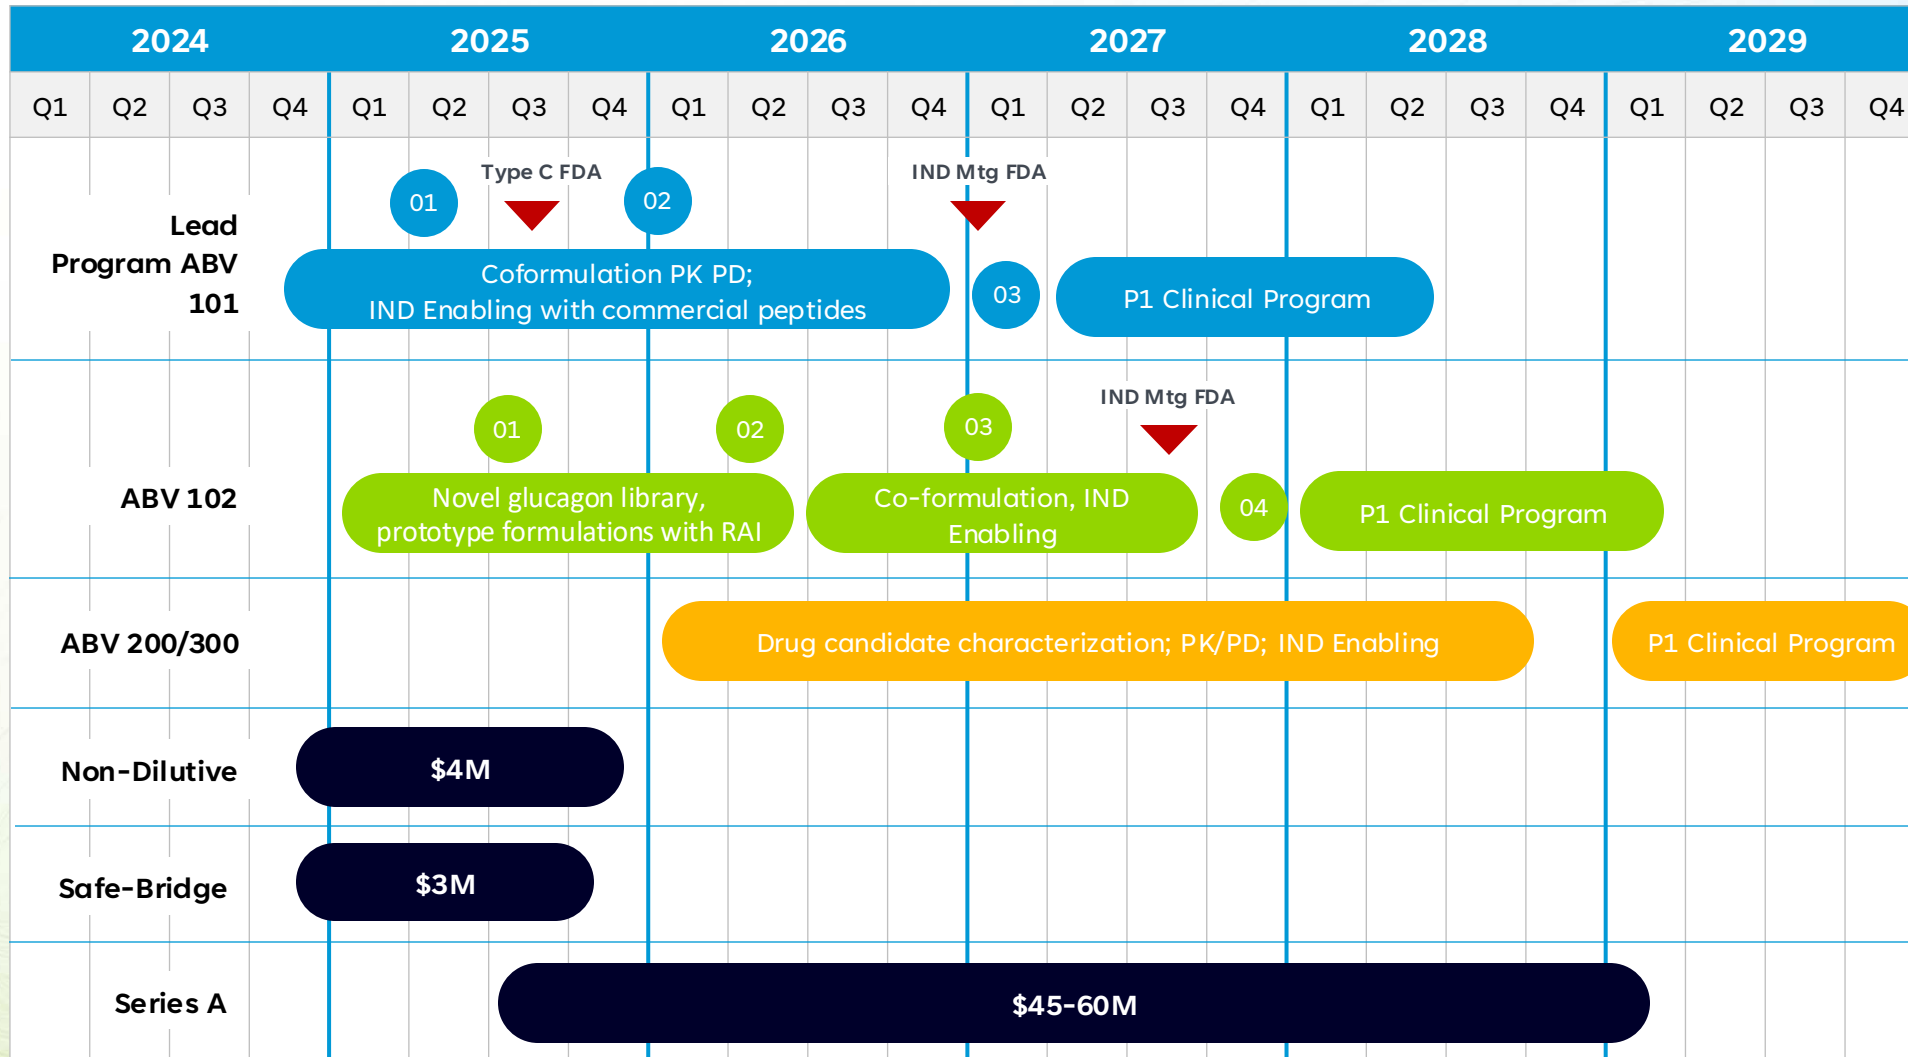 2024 2025 2026 2027 2028 2029
Q1 Q2 Q3 Q4 Q1 Q2 Q3 Q4 Q1 Q2 Q3 Q4 Q1 Q2 Q3 Q4 Q1 Q2 Q3 Q4 Q1 Q2 Q3 Q4
Type C FDA
IND Mtg FDA
01
02
Lead
Program ABV
101
Coformulation PK PD;
IND Enabling with commercial peptides
03
P1 Clinical Program
IND Mtg FDA
01
02
03
ABV 102
Novel glucagon library,
prototype formulations with RAI
Co-formulation, IND
Enabling
04
P1 Clinical Program
ABV 200/300
Drug candidate characterization; PK/PD; IND Enabling
P1 Clinical Program
Non-Dilutive
$4M
Safe-Bridge
$3M
Series A
$45-60M